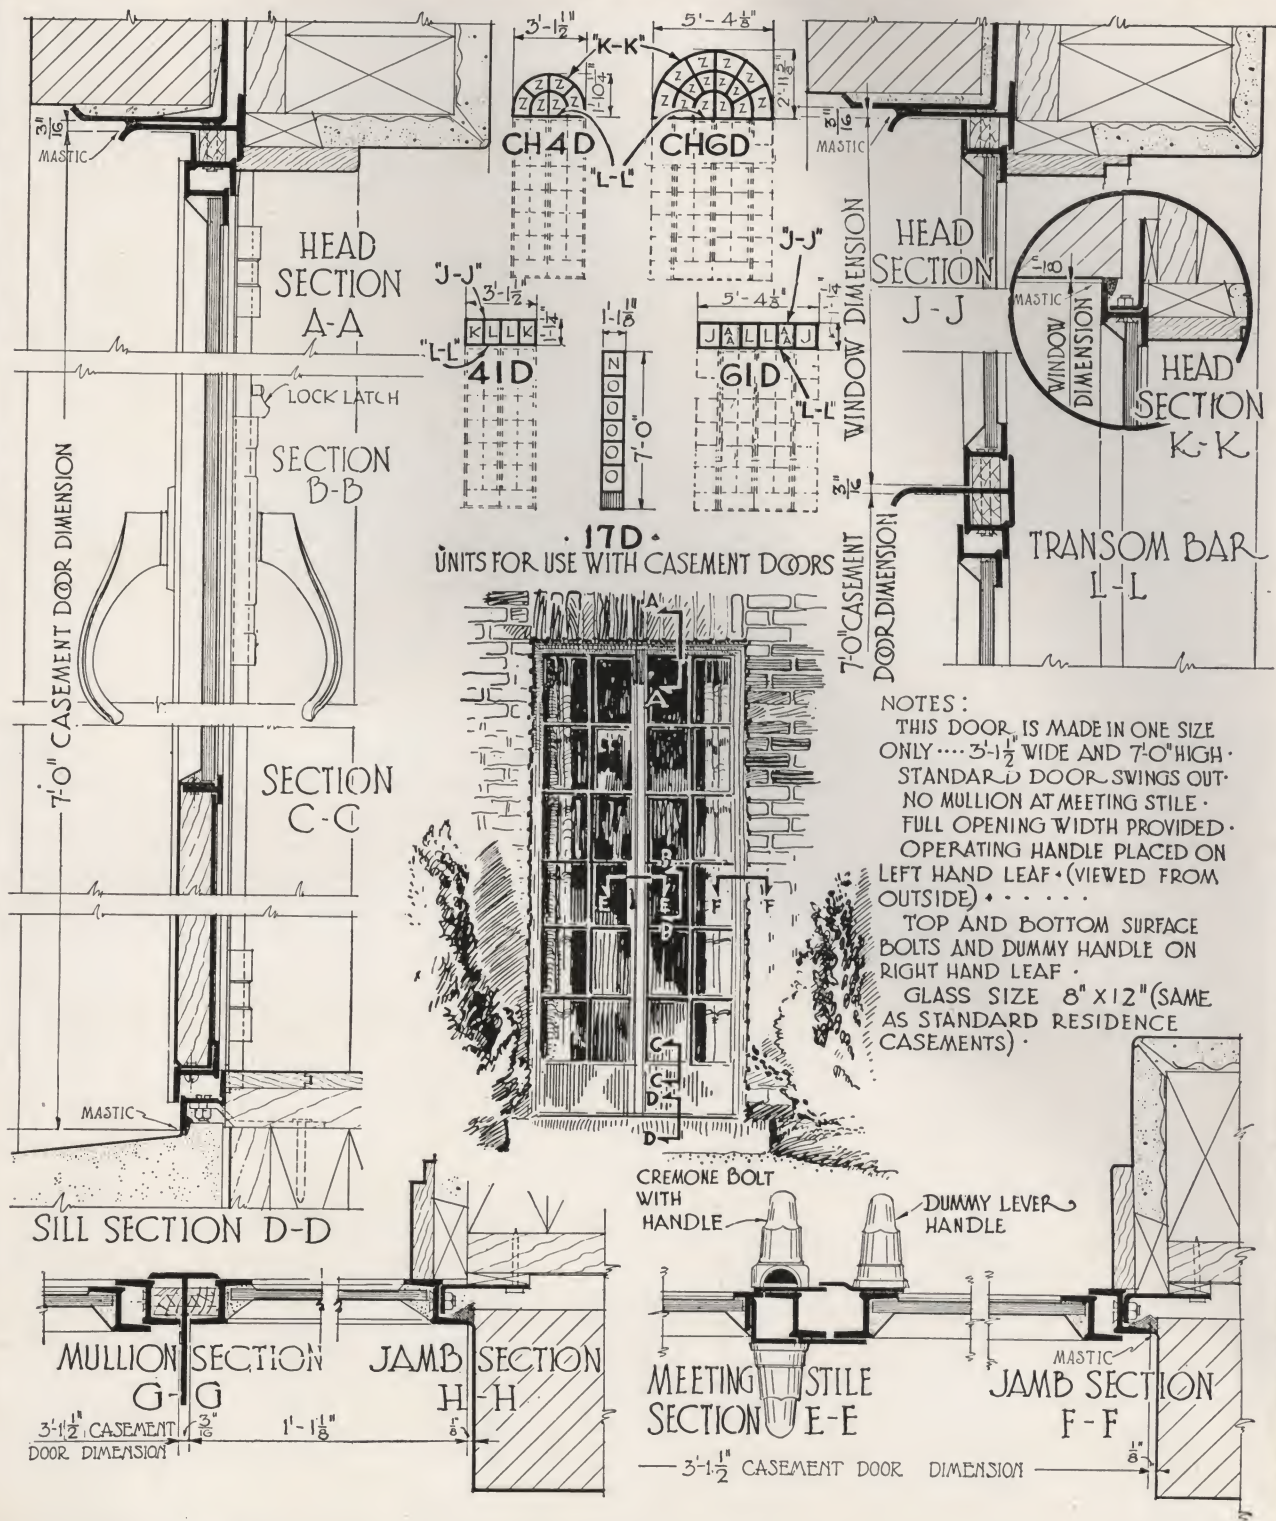 3'-1½"
"K-K"
5'-4⅛"
1'-10¼"
2'-11⅝"
Z Z Z Z Z Z Z Z
Z Z Z Z Z Z Z Z Z Z Z Z
CH4D
CH6D
"L-L"
3"
16
MASTIC
HEAD
SECTION
A-A
LOCK LATCH
SECTION
B-B
7'-0" CASEMENT DOOR DIMENSION
SECTION
C-C
MASTIC
SILL SECTION D-D
"J-J"
3'-1½"
1'-1¼"
K L L K
"L-L"
41D
1'-1⅛"
N
O
O
O
O
O
7'-0"
17D
"J-J"
5'-4⅛"
1'-1¼"
J A A L L A A J
61D
"L-L"
UNITS FOR USE WITH CASEMENT DOORS
3"
16
MASTIC
WINDOW DIMENSION
HEAD
SECTION
J-J
1"
8
MASTIC
WINDOW
DIMENSION
HEAD
SECTION
K-K
3"
16
7'-0" CASEMENT
DOOR DIMENSION
TRANSOM BAR
L-L
A
A
B
E
E
F
F
B
C
C
D
D
NOTES:
THIS DOOR IS MADE IN ONE SIZE
ONLY .... 3'-1½" WIDE AND 7'-0" HIGH.
STANDARD DOOR SWINGS OUT.
NO MULLION AT MEETING STILE.
FULL OPENING WIDTH PROVIDED.
OPERATING HANDLE PLACED ON
LEFT HAND LEAF. (VIEWED FROM
OUTSIDE) . . . . . .
TOP AND BOTTOM SURFACE
BOLTS AND DUMMY HANDLE ON
RIGHT HAND LEAF.
GLASS SIZE 8" X 12" (SAME
AS STANDARD RESIDENCE
CASEMENTS).
CREMONE BOLT
WITH
HANDLE
DUMMY LEVER
HANDLE
MULLION SECTION
G-G
JAMB SECTION
H-H
3'-1½" CASEMENT
DOOR DIMENSION
3"
16
1'-1⅛"
1"
8
MEETING STILE
SECTION E-E
MASTIC
JAMB SECTION
F-F
3'-1½" CASEMENT DOOR DIMENSION
1"
8